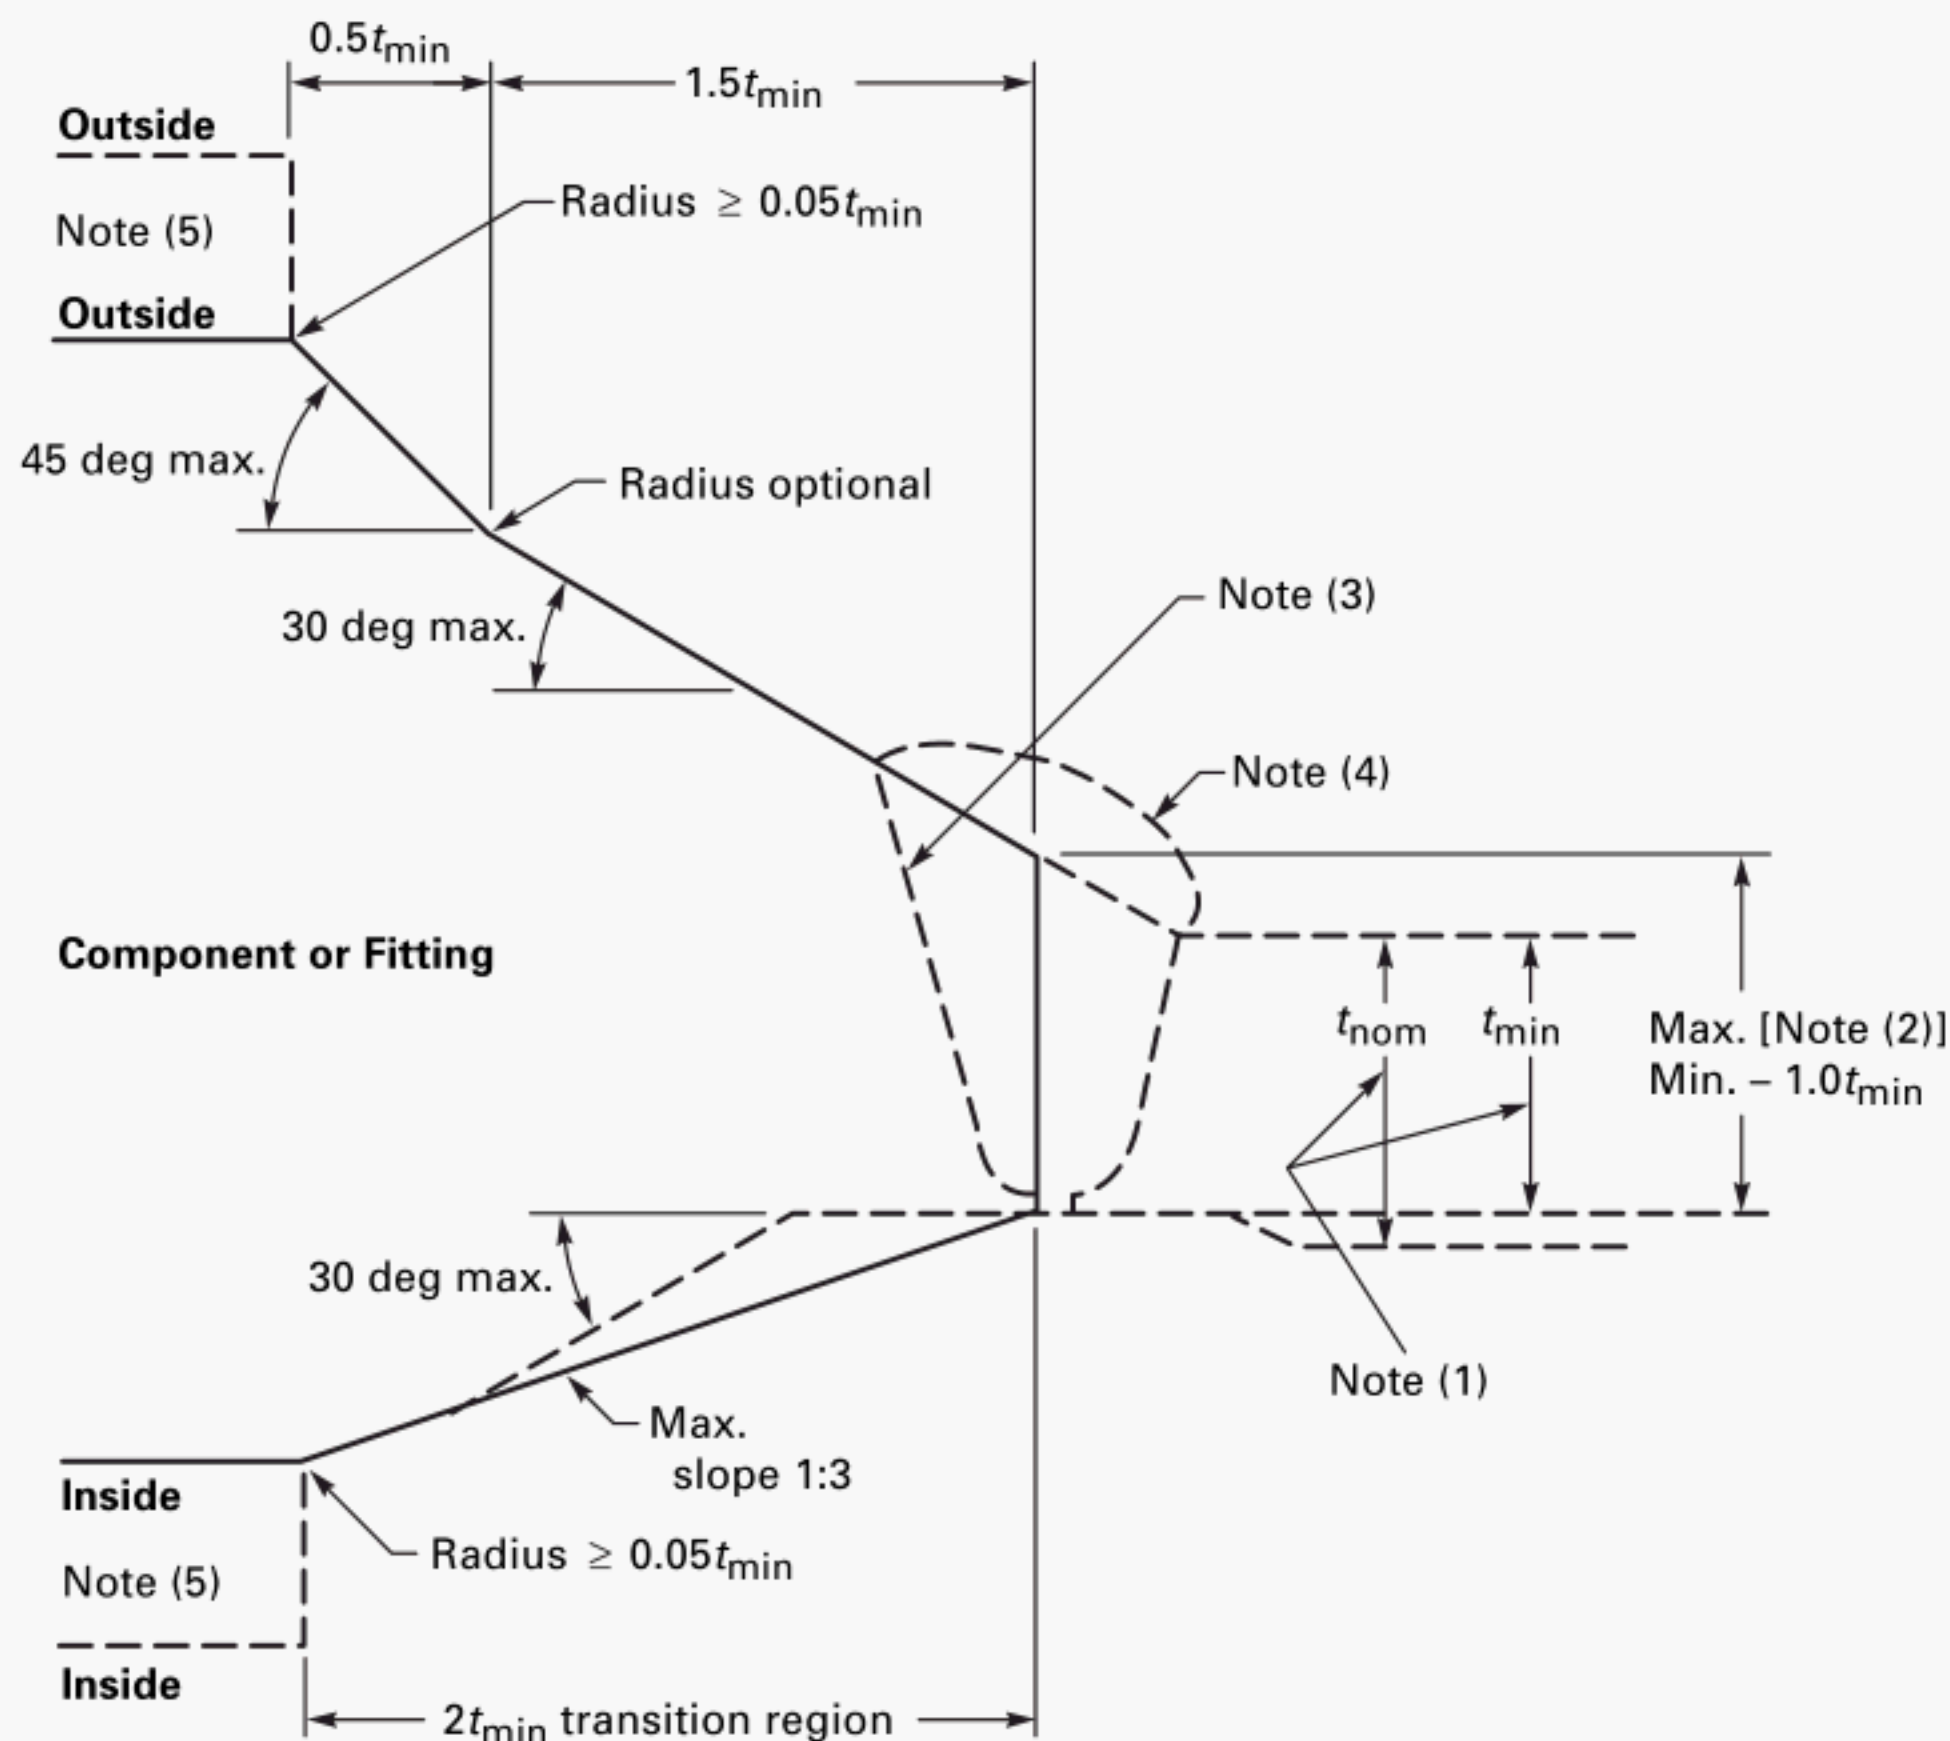 0.5tmin
1.5tmin
Outside
Note (5)
Radius ≥ 0.05tmin
Outside
45 deg max.
Radius optional
30 deg max.
Note (3)
Note (4)
Component or Fitting
tnom
tmin
Max. [Note (2)]
Min. – 1.0tmin
30 deg max.
Note (1)
Max.
slope 1:3
Inside
Radius ≥ 0.05tmin
Note (5)
Inside
2tmin transition region